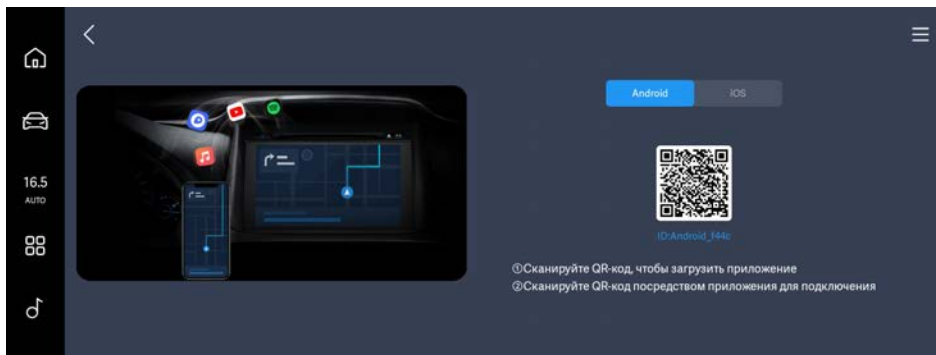 Android
iOS
16.5
AUTO
ID:Android_f44c
①Сканируйте QR-код, чтобы загрузить приложение
②Сканируйте QR-код посредством приложения для подключения